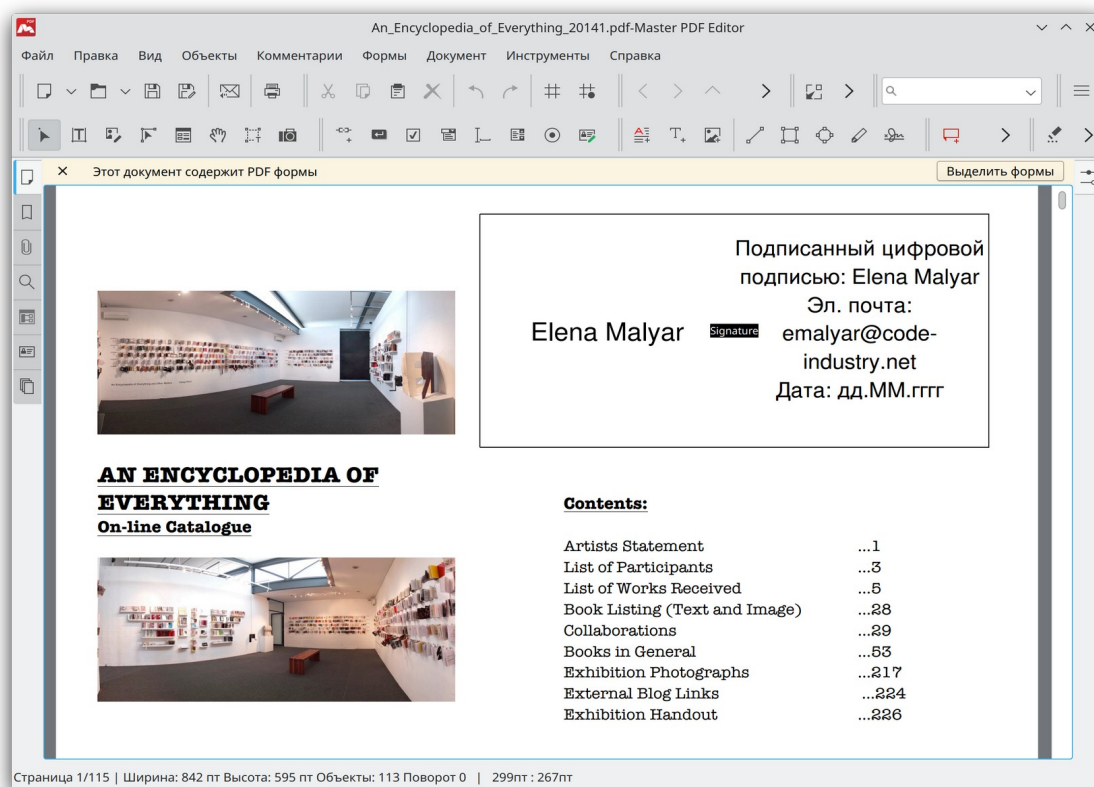 An_Encyclopedia_of_Everything_20141.pdf-Master PDF Editor
Файл Правка Вид Объекты Комментарии Формы Документ Инструменты Справка
Этот документ содержит PDF формы
Выделить формы
Подписанный цифровой
подписью: Elena Malyar
Эл. почта:
emalyar@code-
industry.net
Дата: дд.ММ.гггг
Elena Malyar
Signature
AN ENCYCLOPEDIA OF
EVERYTHING
On-line Catalogue
Contents:
Artists Statement ...1
List of Participants ...3
List of Works Received ...5
Book Listing (Text and Image) ...28
Collaborations ...29
Books in General ...53
Exhibition Photographs ...217
External Blog Links ...224
Exhibition Handout ...226
Страница 1/115 | Ширина: 842 пт Высота: 595 пт Объекты: 113 Поворот 0 | 299пт : 267пт